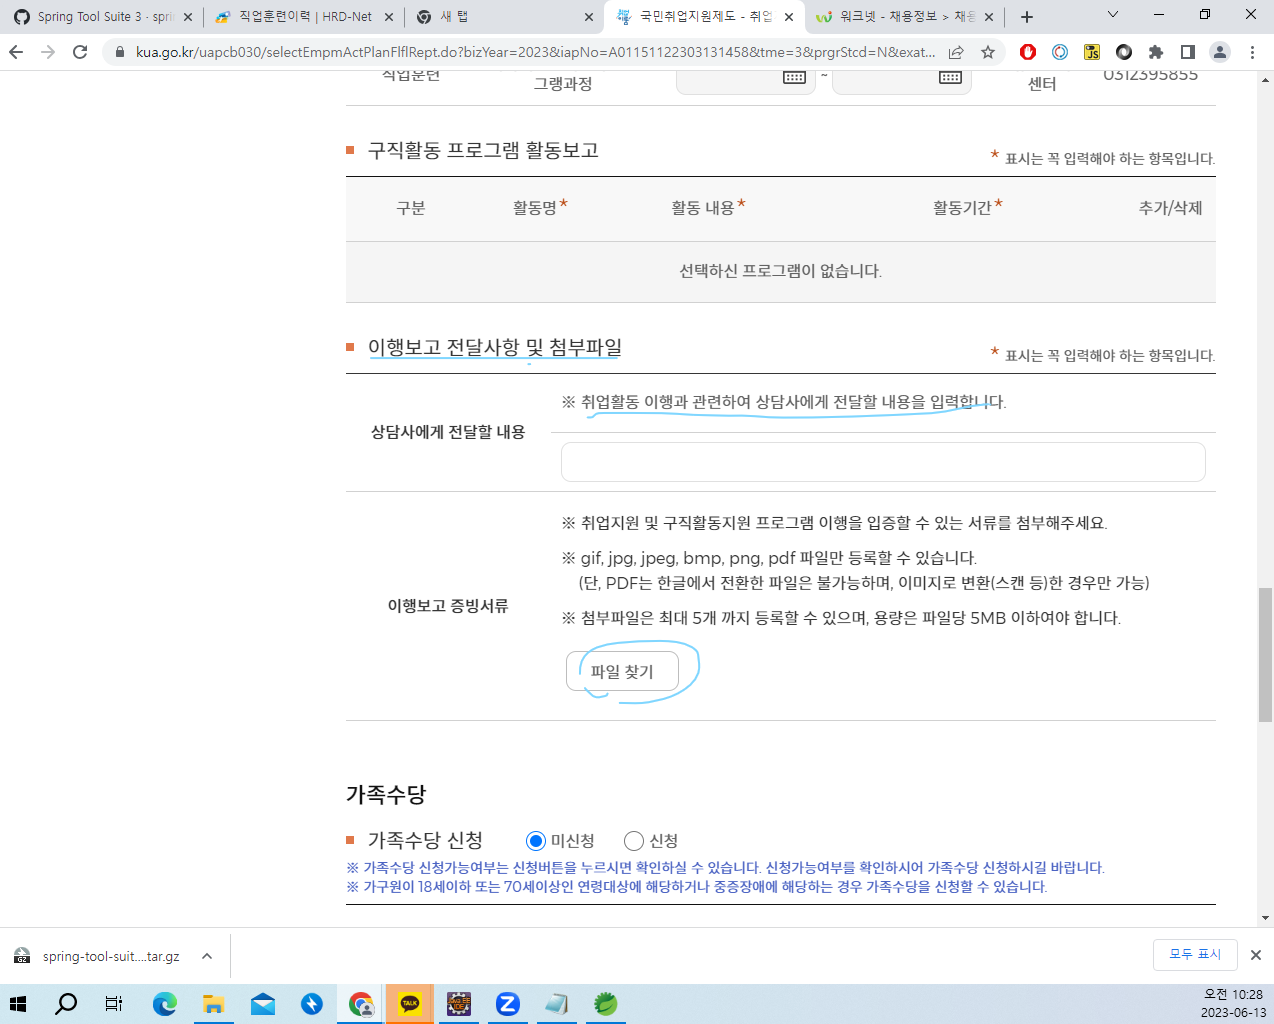 Spring Tool Suite 3 · spri
직업훈련이력 | HRD-Net
새 탭
국민취업지원제도 - 취업
워크넷 - 채용정보 > 채용
kua.go.kr/uapcb030/selectEmpmActPlanFlflRept.do?bizYear=2023&iapNo=A01151122303131458&tme=3&prgrStcd=N&exat...
직업훈련
그랭과정
~
센터
0312395855
구직활동 프로그램 활동보고
* 표시는 꼭 입력해야 하는 항목입니다.
구분 활동명* 활동 내용* 활동기간* 추가/삭제
선택하신 프로그램이 없습니다.
이행보고 전달사항 및 첨부파일
* 표시는 꼭 입력해야 하는 항목입니다.
※ 취업활동 이행과 관련하여 상담사에게 전달할 내용을 입력합니다.
상담사에게 전달할 내용
※ 취업지원 및 구직활동지원 프로그램 이행을 입증할 수 있는 서류를 첨부해주세요.
※ gif, jpg, jpeg, bmp, png, pdf 파일만 등록할 수 있습니다.
(단, PDF는 한글에서 전환한 파일은 불가능하며, 이미지로 변환(스캔 등)한 경우만 가능)
이행보고 증빙서류
※ 첨부파일은 최대 5개 까지 등록할 수 있으며, 용량은 파일당 5MB 이하여야 합니다.
파일 찾기
가족수당
가족수당 신청 미신청 신청
※ 가족수당 신청가능여부는 신청버튼을 누르시면 확인하실 수 있습니다. 신청가능여부를 확인하시어 가족수당 신청하시길 바랍니다.
※ 가구원이 18세이하 또는 70세이상인 연령대상에 해당하거나 중증장애에 해당하는 경우 가족수당을 신청할 수 있습니다.
spring-tool-suit....tar.gz
모두 표시
오전 10:28
2023-06-13